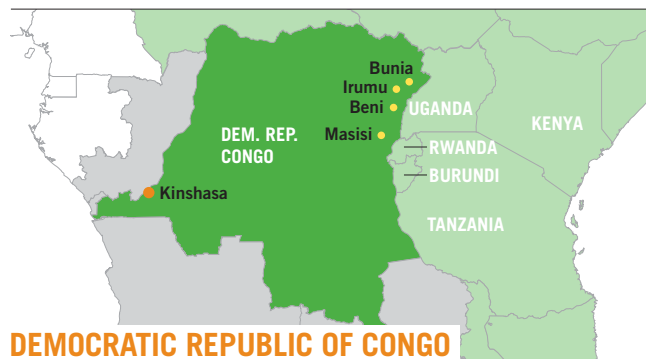 Bunia
Irumu
Beni
UGANDA
KENYA
DEM. REP.
CONGO
Masisi
RWANDA
BURUNDI
Kinshasa
TANZANIA
DEMOCRATIC REPUBLIC OF CONGO